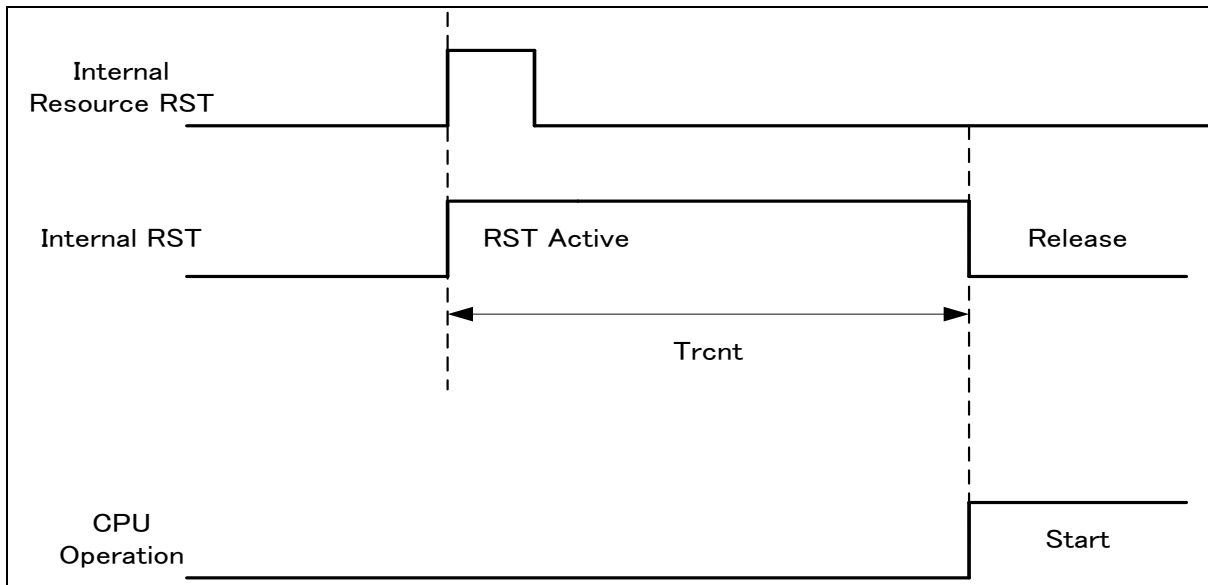 Internal
Resource RST
Internal RST
RST Active
Release
Trcnt
CPU
Operation
Start